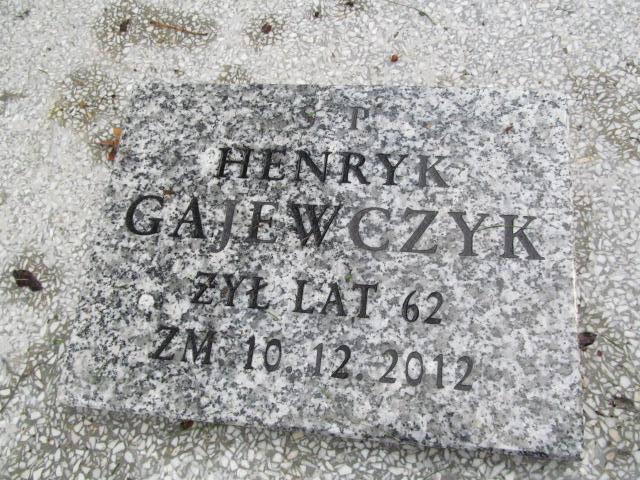 Ś P
HENRYK
GAJEWCZYK
ŻYŁ LAT 62
ZM. 10. 12. 2012